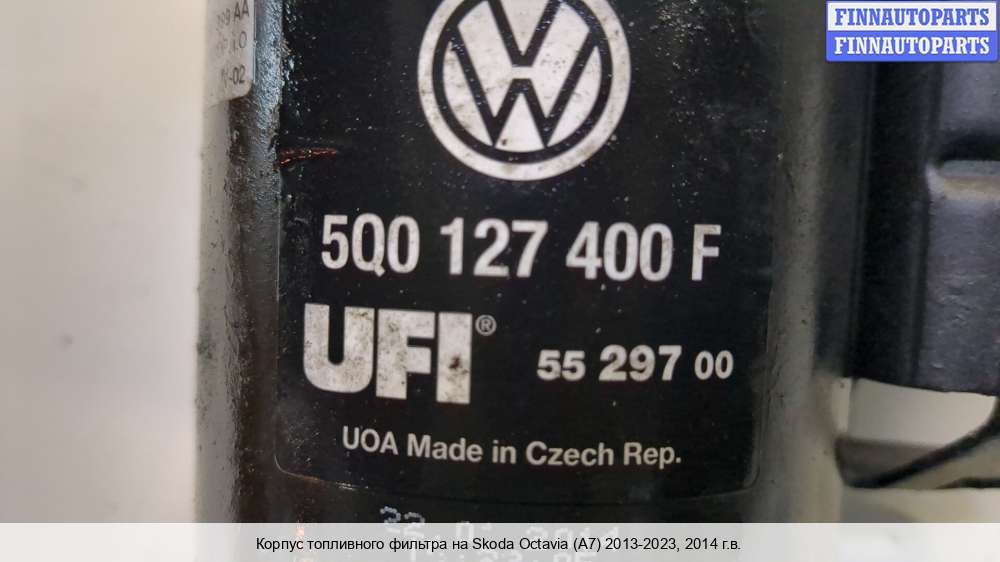 FINNAUTOPARTS
FINNAUTOPARTS
5Q0 127 400 F
UFI®
55 297 00
UOA Made in Czech Rep.
Корпус топливного фильтра на Skoda Octavia (A7) 2013-2023, 2014 г.в.